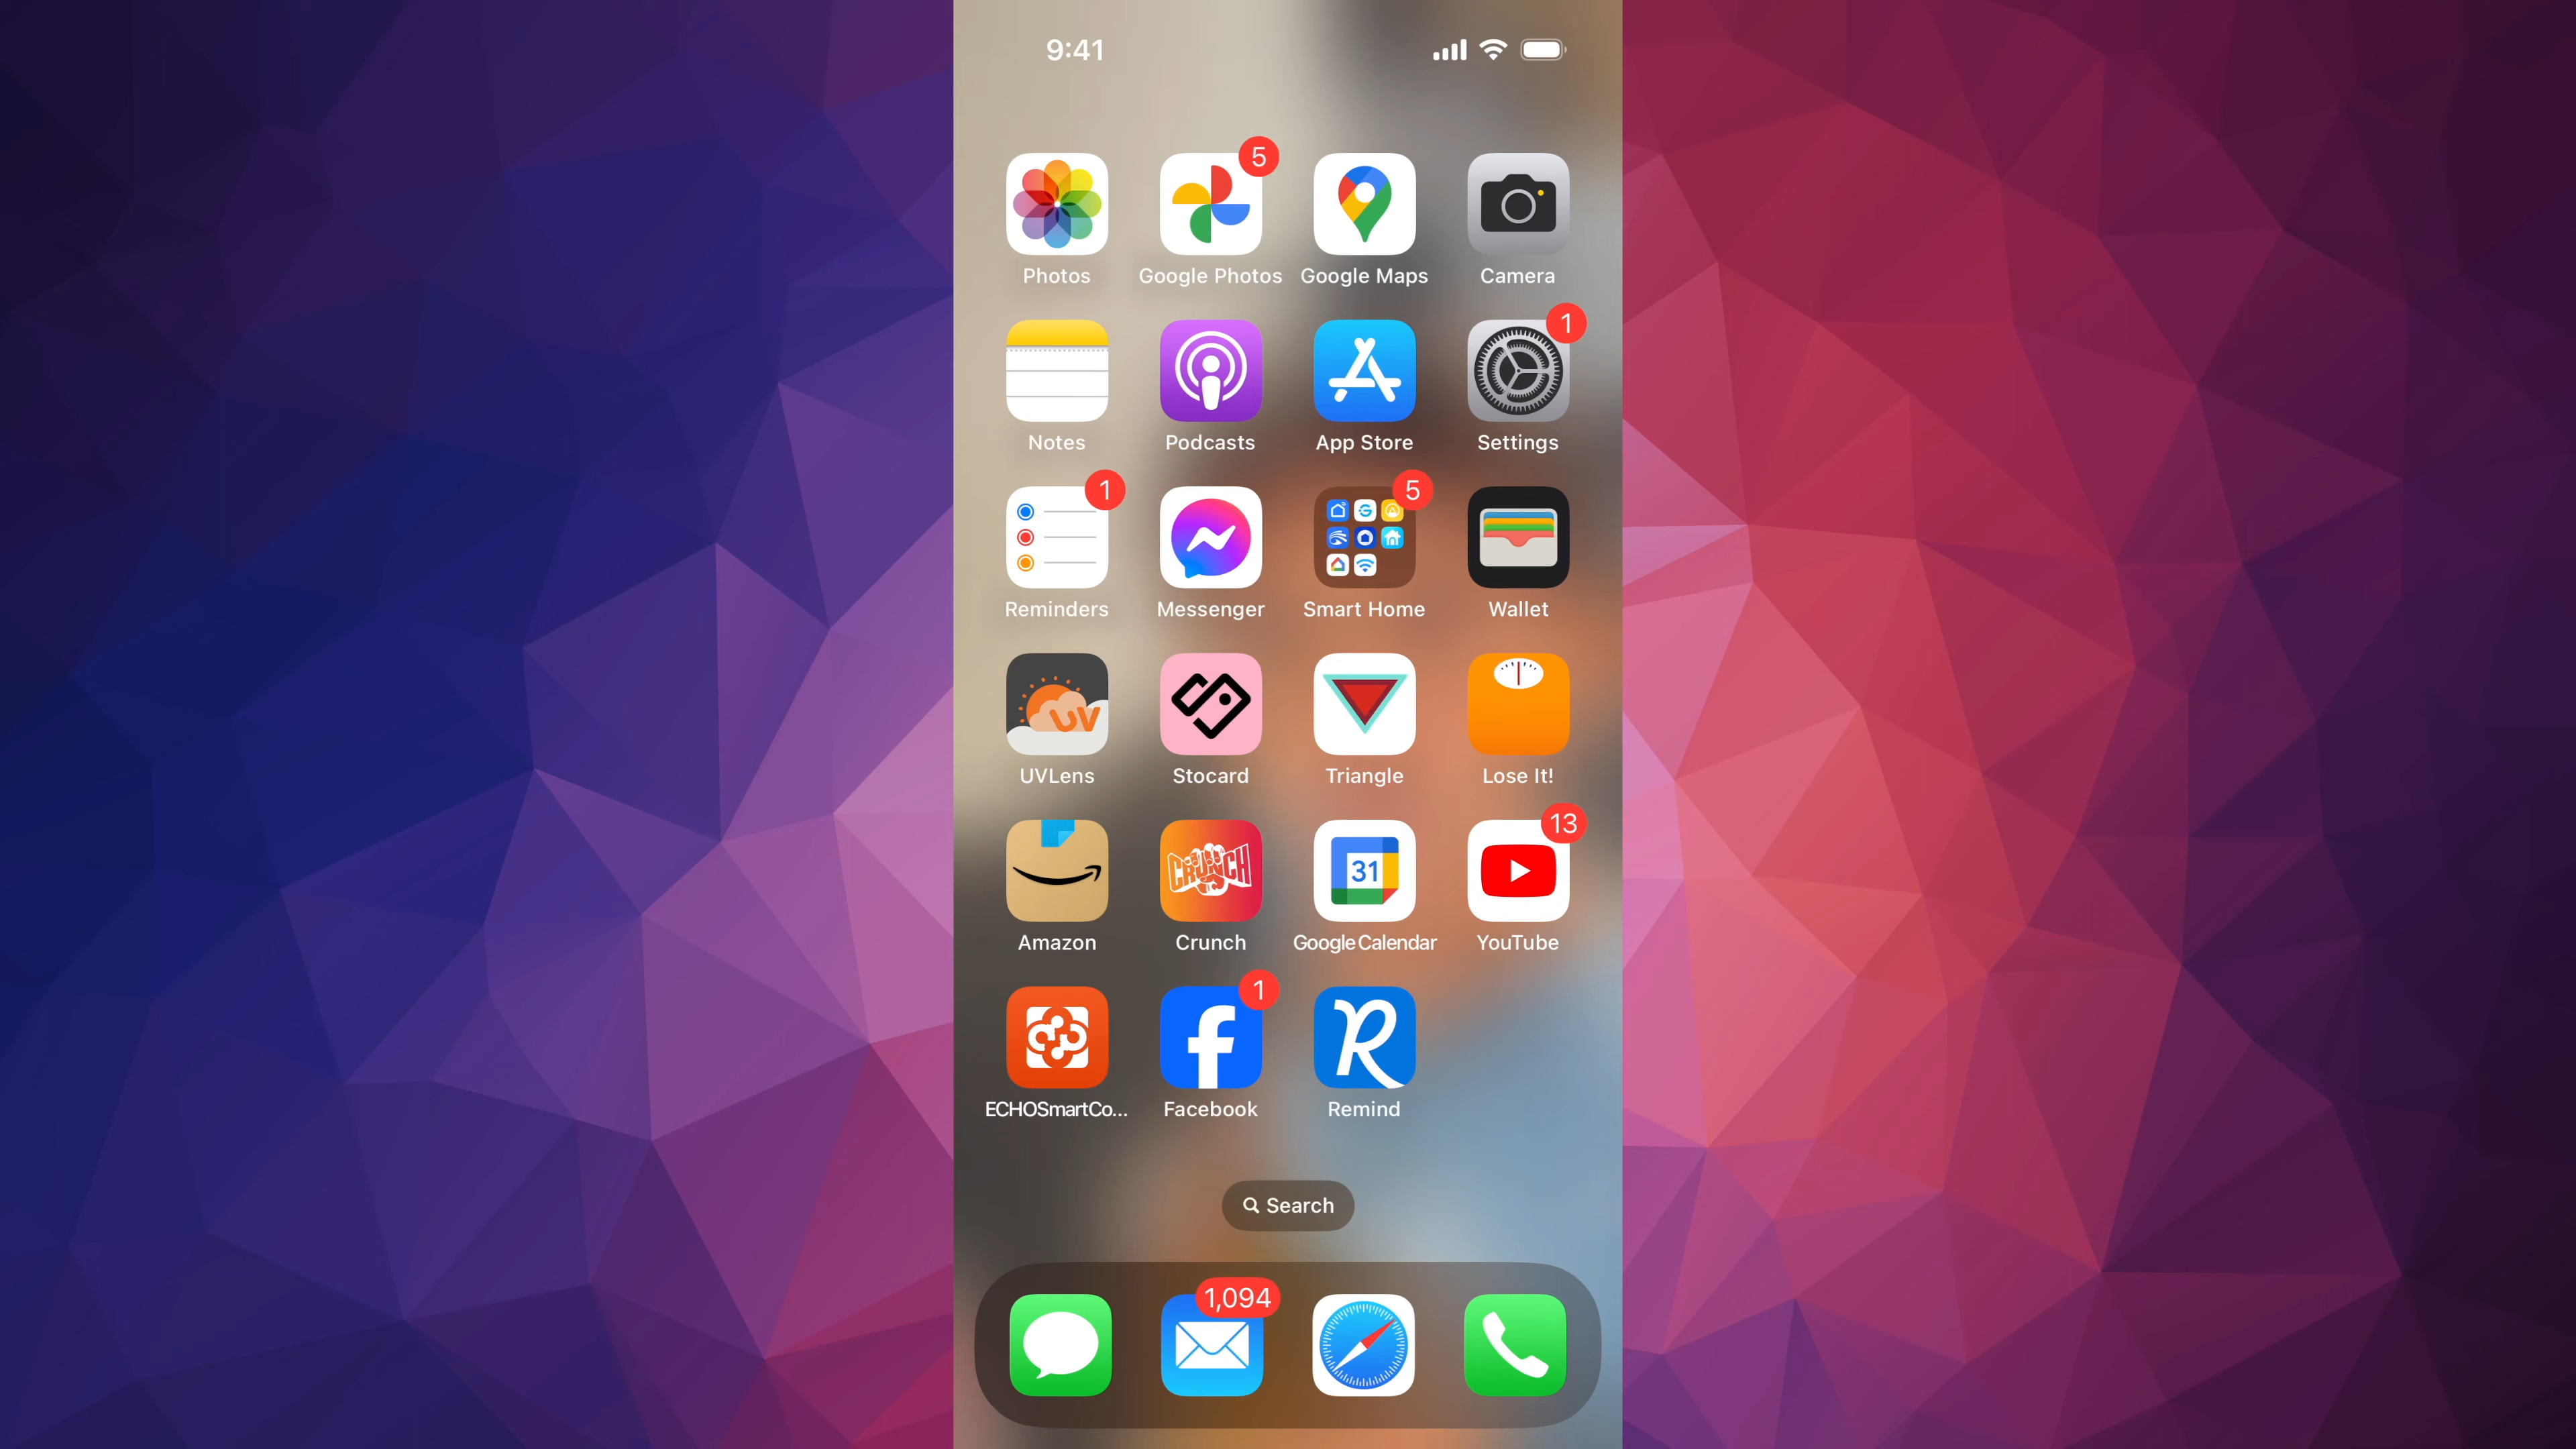 9:41
5
Photos
Google Photos
Google Maps
Camera
1
Notes
Podcasts
App Store
Settings
1
5
Reminders
Messenger
Smart Home
Wallet
UV
UVLens
Stocard
Triangle
Lose It!
13
CRUNCH
31
Amazon
Crunch
Google Calendar
YouTube
1
f
R
ECHOSmartCo...
Facebook
Remind
Search
1,094